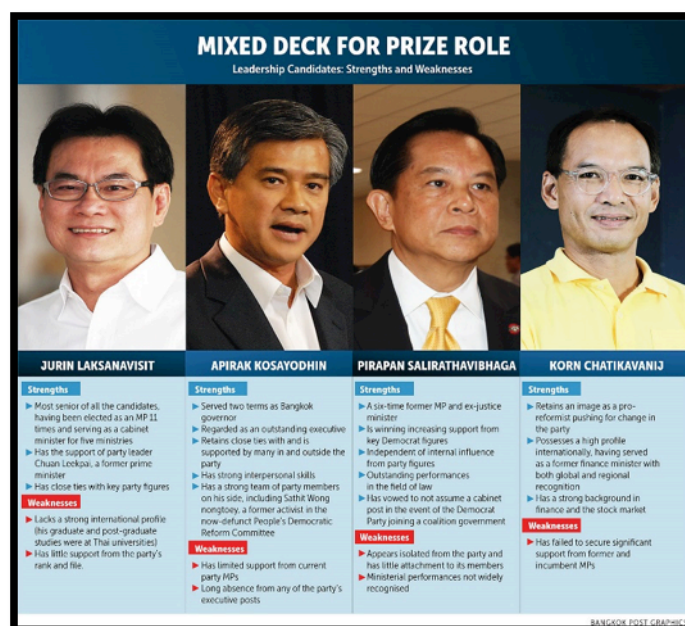 MIXED DECK FOR PRIZE ROLE
Leadership Candidates: Strengths and Weaknesses
JURIN LAKSANAVISIT
Strengths
Most senior of all the candidates,
having been elected as an MP 11
times and serving as a cabinet
minister for five ministries
Has the support of party leader
Chuan Leekpai, a former prime
minister
Has close ties with key party figures
Weaknesses
Lacks a strong international profile
(his graduate and post-graduate
studies were at Thai universities)
Has little support from the party's
rank and file.
APIRAK KOSAYODHIN
Strengths
Served two terms as Bangkok
governor
Regarded as an outstanding executive
Retains close ties with and is
supported by many in and outside
the party
Has strong interpersonal skills
Has a strong team of party members
on his side, including Sathit Wong
nongtoey, a former activist in the
now-defunct People's Democratic
Reform Committee
Weaknesses
Has limited support from current
party MPs
Long absence from any of the party's
executive posts
PIRAPAN SALIRATHAVIBHAGA
Strengths
A six-time former MP and ex-justice
minister
Is winning increasing support from
key Democrat figures
Independent of internal influence
from party figures
Outstanding performances
in the field of law
Has vowed to not assume a cabinet
post in the event of the Democrat
Party joining a coalition government
Weaknesses
Appears isolated from the party and
has little attachment to its members
Ministerial performances not widely
recognised
KORN CHATIKAVANIJ
Strengths
Retains an image as a pro-
reformist pushing for change in
the party
Possesses a high profile
internationally, having served
as a former finance minister with
both global and regional
recognition
Has a strong background in
finance and the stock market
Weaknesses
Has failed to secure significant
support from former and
incumbent MPs
BANGKOK POST GRAPHICS